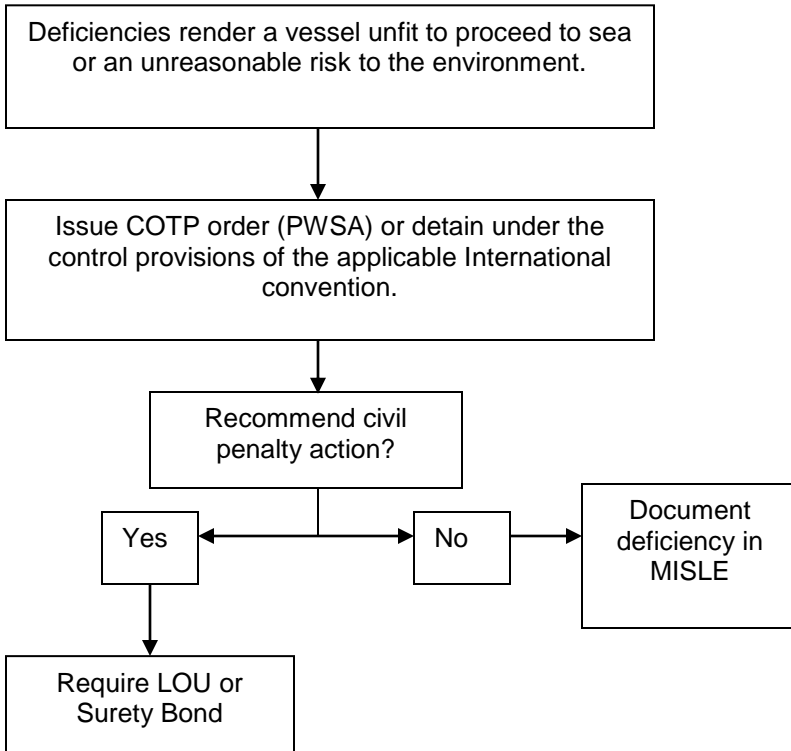 Deficiencies render a vessel unfit to proceed to sea
or an unreasonable risk to the environment.
Issue COTP order (PWSA) or detain under the
control provisions of the applicable International
convention.
Recommend civil
penalty action?
Yes
No
Document
deficiency in
MISLE
Require LOU or
Surety Bond